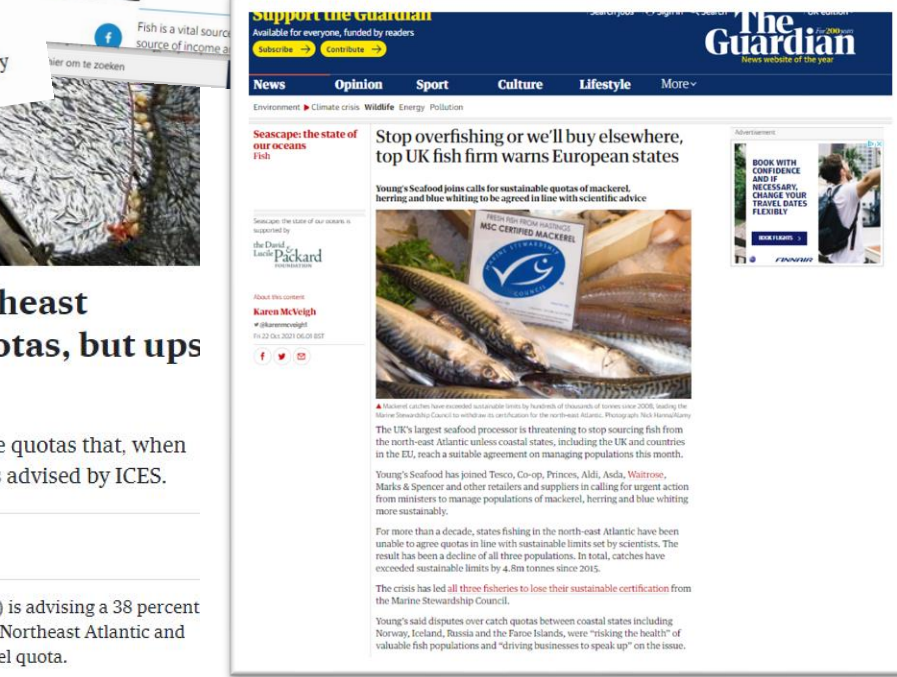 Fish is a vital source
source of income a
y
hier om te zoeken
heast
otas, but ups
e quotas that, when
s advised by ICES.
) is advising a 38 percent
Northeast Atlantic and
el quota.
Support the Guardian
Available for everyone, funded by readers
Subscribe →
Contribute →
Search jobs
Sign in
Search
UK edition
The
Guardian
For 200 years
News website of the year
News
Opinion
Sport
Culture
Lifestyle
More
Environment ▶ Climate crisis Wildlife Energy Pollution
Seascape: the state of
our oceans
Fish
Stop overfishing or we'll buy elsewhere,
top UK fish firm warns European states
Young's Seafood joins calls for sustainable quotas of mackerel,
herring and blue whiting to be agreed in line with scientific advice
Seascape: the state of our oceans is
supported by
the David &
Lucile Packard
FOUNDATION
About this content
Karen McVeigh
@karenmcveigh1
Fri 22 Oct 2021 06.01 BST
FRESH FISH FROM HASTINGS
MSC CERTIFIED MACKEREL
MARINE STEWARDSHIP
COUNCIL
▲ Mackerel catches have exceeded sustainable limits by hundreds of thousands of tonnes since 2008, leading the
Marine Stewardship Council to withdraw its certification for the north-east Atlantic. Photograph: Nick Hanna/Alamy
The UK's largest seafood processor is threatening to stop sourcing fish from
the north-east Atlantic unless coastal states, including the UK and countries
in the EU, reach a suitable agreement on managing populations this month.
Young's Seafood has joined Tesco, Co-op, Princes, Aldi, Asda, Waitrose,
Marks & Spencer and other retailers and suppliers in calling for urgent action
from ministers to manage populations of mackerel, herring and blue whiting
more sustainably.
For more than a decade, states fishing in the north-east Atlantic have been
unable to agree quotas in line with sustainable limits set by scientists. The
result has been a decline of all three populations. In total, catches have
exceeded sustainable limits by 4.8m tonnes since 2015.
The crisis has led all three fisheries to lose their sustainable certification from
the Marine Stewardship Council.
Young's said disputes over catch quotas between coastal states including
Norway, Iceland, Russia and the Faroe Islands, were "risking the health" of
valuable fish populations and "driving businesses to speak up" on the issue.
Advertisement
BOOK WITH
CONFIDENCE
AND IF
NECESSARY,
CHANGE YOUR
TRAVEL DATES
FLEXIBLY
BOOK FLIGHTS
FINNAIR